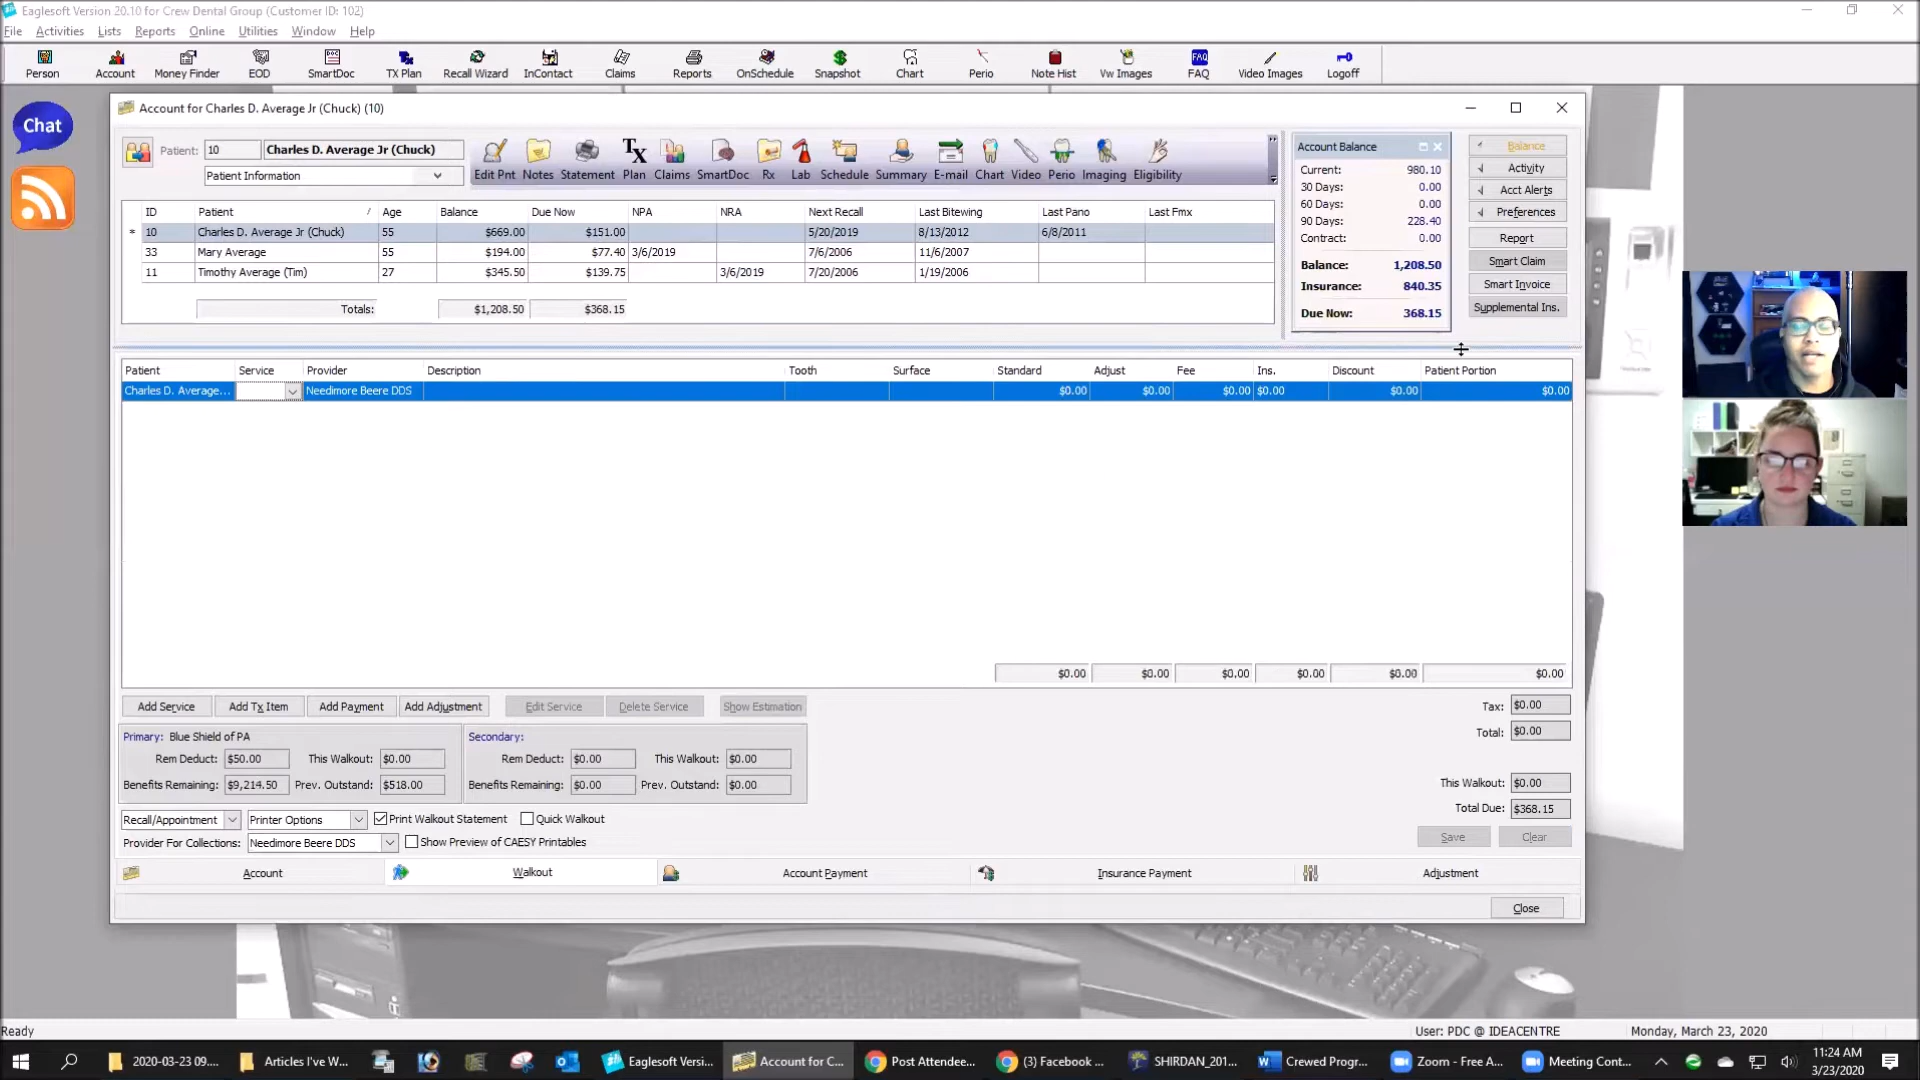 Eaglesoft Version 20.10 for Crew Dental Group (Customer ID: 102)
File Activities Lists Reports Online Utilities Window Help
Person Account Money Finder EOD SmartDoc TX Plan Recall Wizard InContact Claims Reports OnSchedule Snapshot Chart Perio Note Hist Vw Images FAQ Video Images Logoff
FAQ
Chat
Account for Charles D. Average Jr (Chuck) (10)
Patient: 10 Charles D. Average Jr (Chuck)
Patient Information
Edit Pnt Notes Statement Plan Claims SmartDoc Rx Lab Schedule Summary E-mail Chart Video Perio Imaging Eligibility
ID Patient / Age Balance Due Now NPA NRA Next Recall Last Bitewing Last Pano Last Fmx
* 10 Charles D. Average Jr (Chuck) 55 $669.00 $151.00 5/20/2019 8/13/2012 6/8/2011
33 Mary Average 55 $194.00 $77.40 3/6/2019 7/6/2006 11/6/2007
11 Timothy Average (Tim) 27 $345.50 $139.75 3/6/2019 7/20/2006 1/19/2006
Totals: $1,208.50 $368.15
Account Balance
Current: 980.10
30 Days: 0.00
60 Days: 0.00
90 Days: 228.40
Contract: 0.00
Balance: 1,208.50
Insurance: 840.35
Due Now: 368.15
Balance
Activity
Acct Alerts
Preferences
Report
Smart Claim
Smart Invoice
Supplemental Ins.
Patient Service Provider Description Tooth Surface Standard Adjust Fee Ins. Discount Patient Portion
Charles D. Average... Needimore Beere DDS $0.00 $0.00 $0.00 $0.00 $0.00 $0.00
$0.00 $0.00 $0.00 $0.00 $0.00 $0.00
Add Service Add Tx Item Add Payment Add Adjustment Edit Service Delete Service Show Estimation
Tax: $0.00
Total: $0.00
Primary: Blue Shield of PA
Rem Deduct: $50.00 This Walkout: $0.00
Benefits Remaining: $9,214.50 Prev. Outstand: $518.00
Secondary:
Rem Deduct: $0.00 This Walkout: $0.00
Benefits Remaining: $0.00 Prev. Outstand: $0.00
This Walkout: $0.00
Total Due: $368.15
Recall/Appointment Printer Options Print Walkout Statement Quick Walkout
Provider For Collections: Needimore Beere DDS Show Preview of CAESY Printables
Save Clear
Account Walkout Account Payment Insurance Payment Adjustment
Close
Ready User: PDC @ IDEACENTRE Monday, March 23, 2020
2020-03-23 09.... Articles I've W... Eaglesoft Versi... Account for C... Post Attendee... (3) Facebook ... SHIRDAN_201... Crewed Progr... Zoom - Free A... Meeting Cont...
11:24 AM
3/23/2020